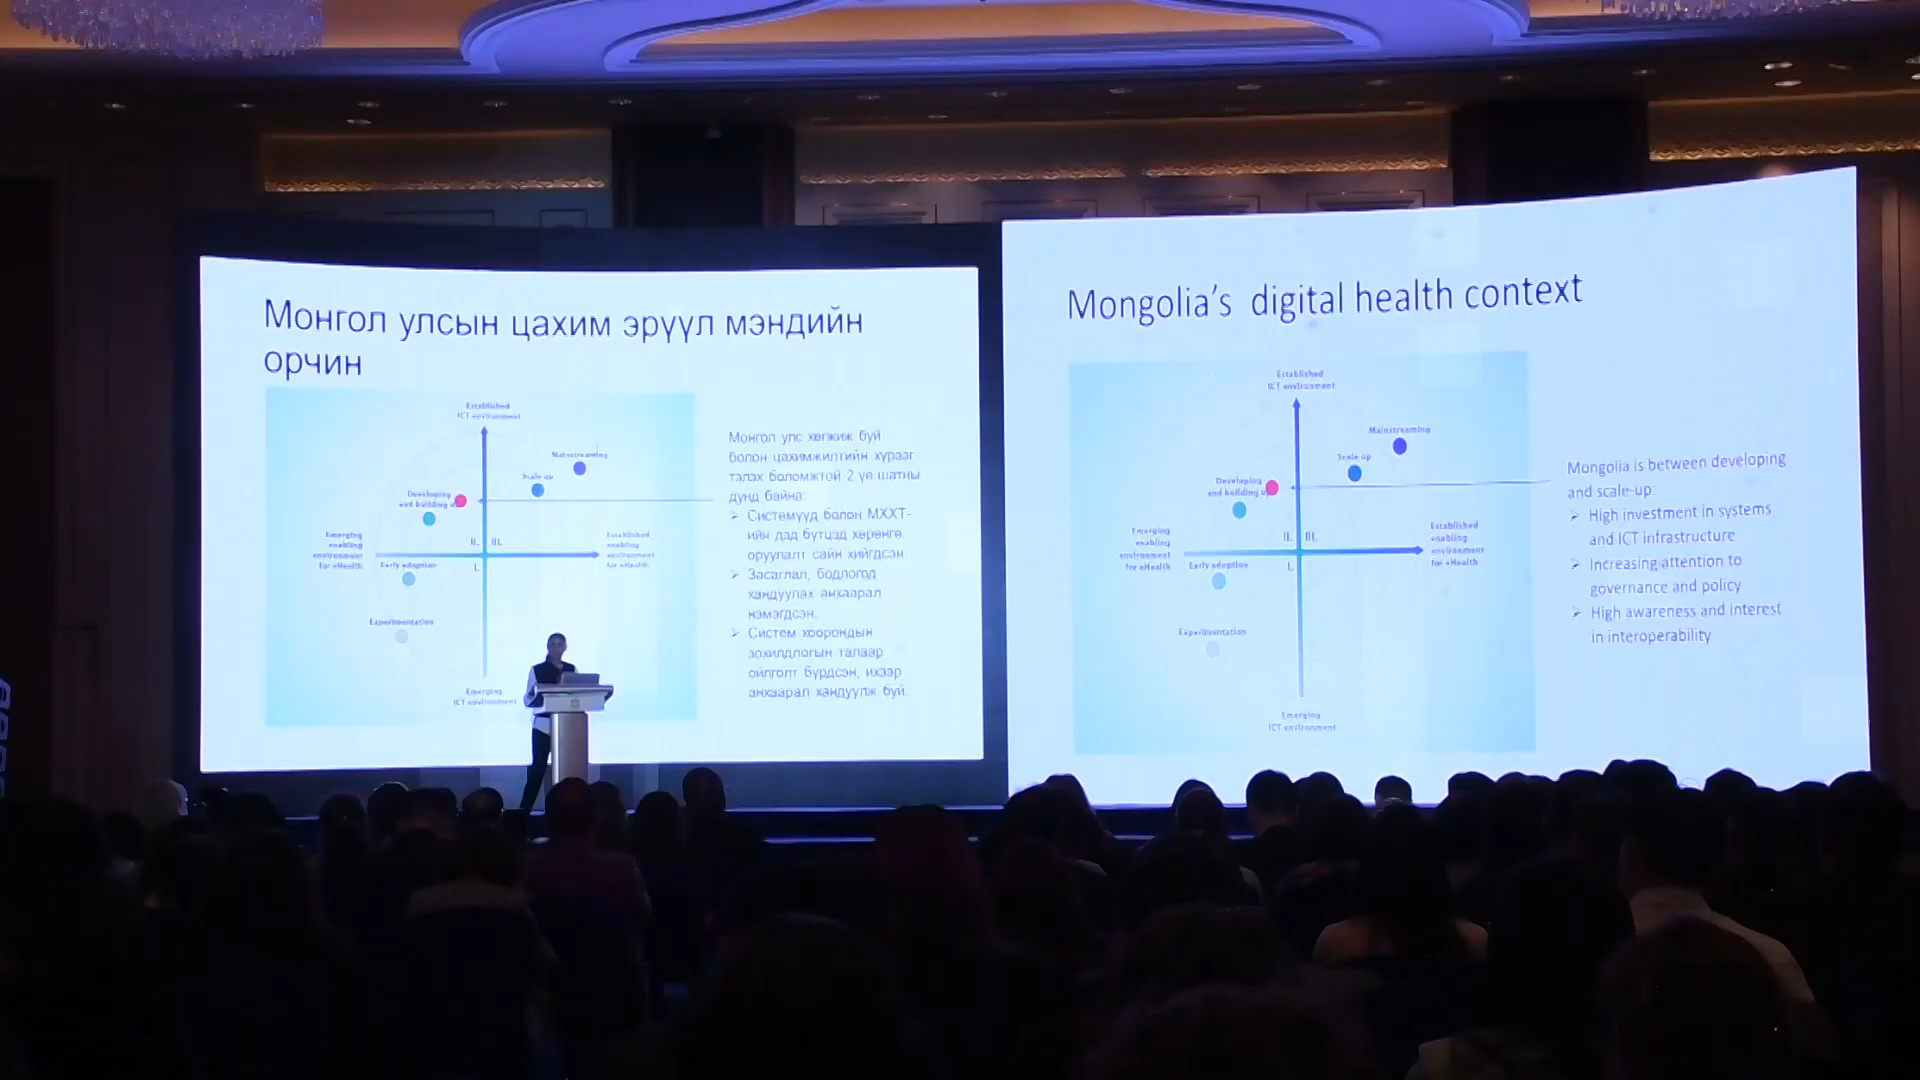 Монгол улсын цахим эрүүл мэндийн
орчин
Established
ICT environment
Mainstreaming
Scale up
Developing
and building up
Emerging
enabling
environment
for eHealth
II.
III.
Established
enabling
environment
for eHealth
Early adoption
I.
Experimentation
Emerging
ICT environment
Монгол улс хөгжиж буй
болон цахимжилтийн хүрээг
тэлэх боломжтой 2 үе шатны
дунд байна:
➢ Системүүд болон МХХТ-
ийн дэд бүтцэд хөрөнгө
оруулалт сайн хийгдсэн.
➢ Засаглал, бодлогод
хандуулах анхаарал
нэмэгдсэн.
➢ Систем хоорондын
зохилдлогын талаар
ойлголт бүрдсэн, ихээр
анхаарал хандуулж буй.
Mongolia's digital health context
Established
ICT environment
Mainstreaming
Scale up
Developing
and building up
Emerging
enabling
environment
for eHealth
II.
III.
Established
enabling
environment
for eHealth
Early adoption
I.
Experimentation
Emerging
ICT environment
Mongolia is between developing
and scale-up:
➢ High investment in systems
and ICT infrastructure
➢ Increasing attention to
governance and policy
➢ High awareness and interest
in interoperability